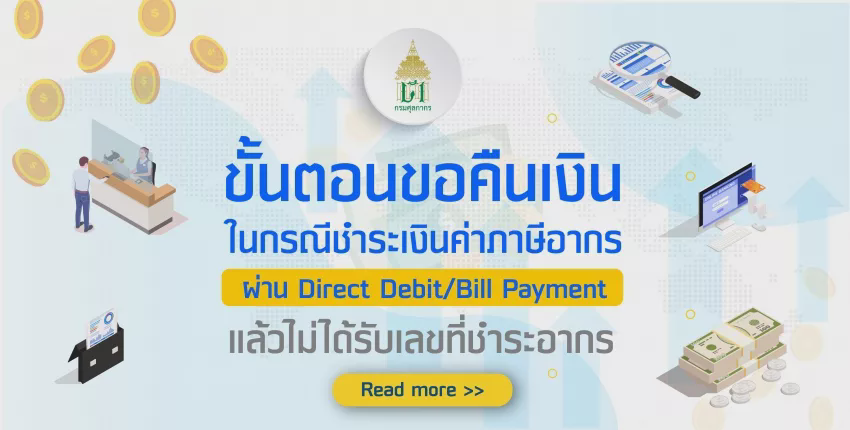 กรมศุลกากร
ขั้นตอนขอคืนเงิน
ในกรณีชำระเงินค่าภาษีอากร
ผ่าน Direct Debit/Bill Payment
แล้วไม่ได้รับเลขที่ชำระอากร
Read more >>